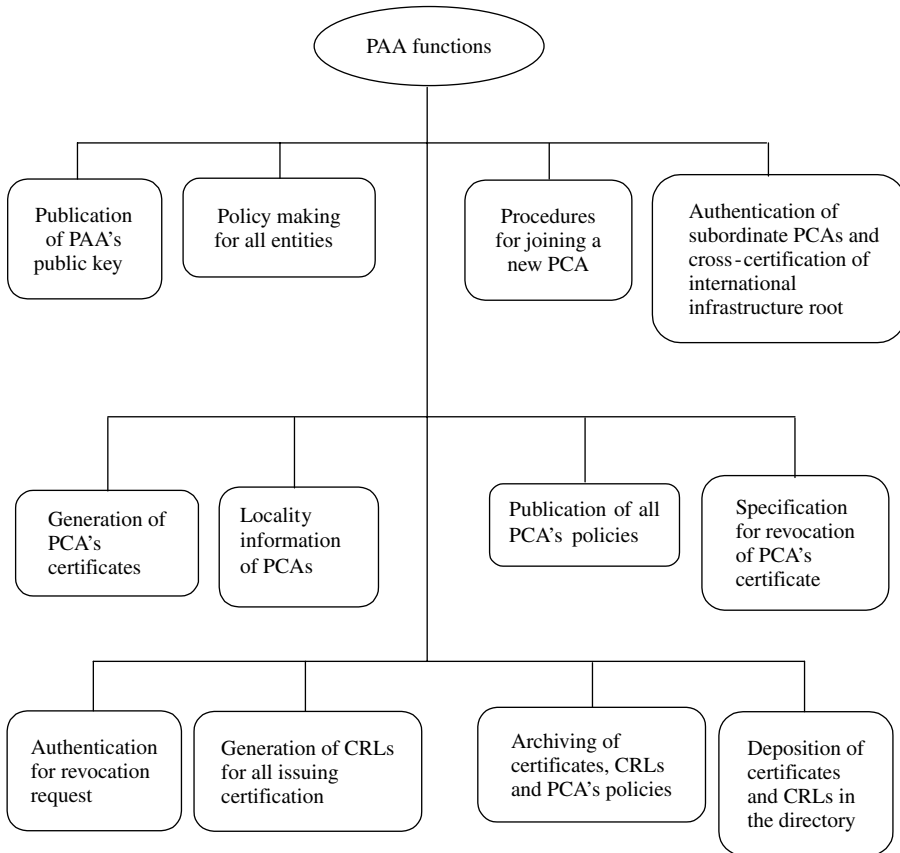 PAA functions
Publication
of PAA's
public key
Policy making
for all entities
Procedures
for joining a
new PCA
Authentication of
subordinate PCAs and
cross-certification of
international
infrastructure root
Generation of
PCA's
certificates
Locality
information
of PCAs
Publication of all
PCA's policies
Specification
for revocation
of PCA's
certificate
Authentication
for revocation
request
Generation of CRLs
for all issuing
certification
Archiving of
certificates, CRLs
and PCA's policies
Deposition of
certificates
and CRLs in
the directory